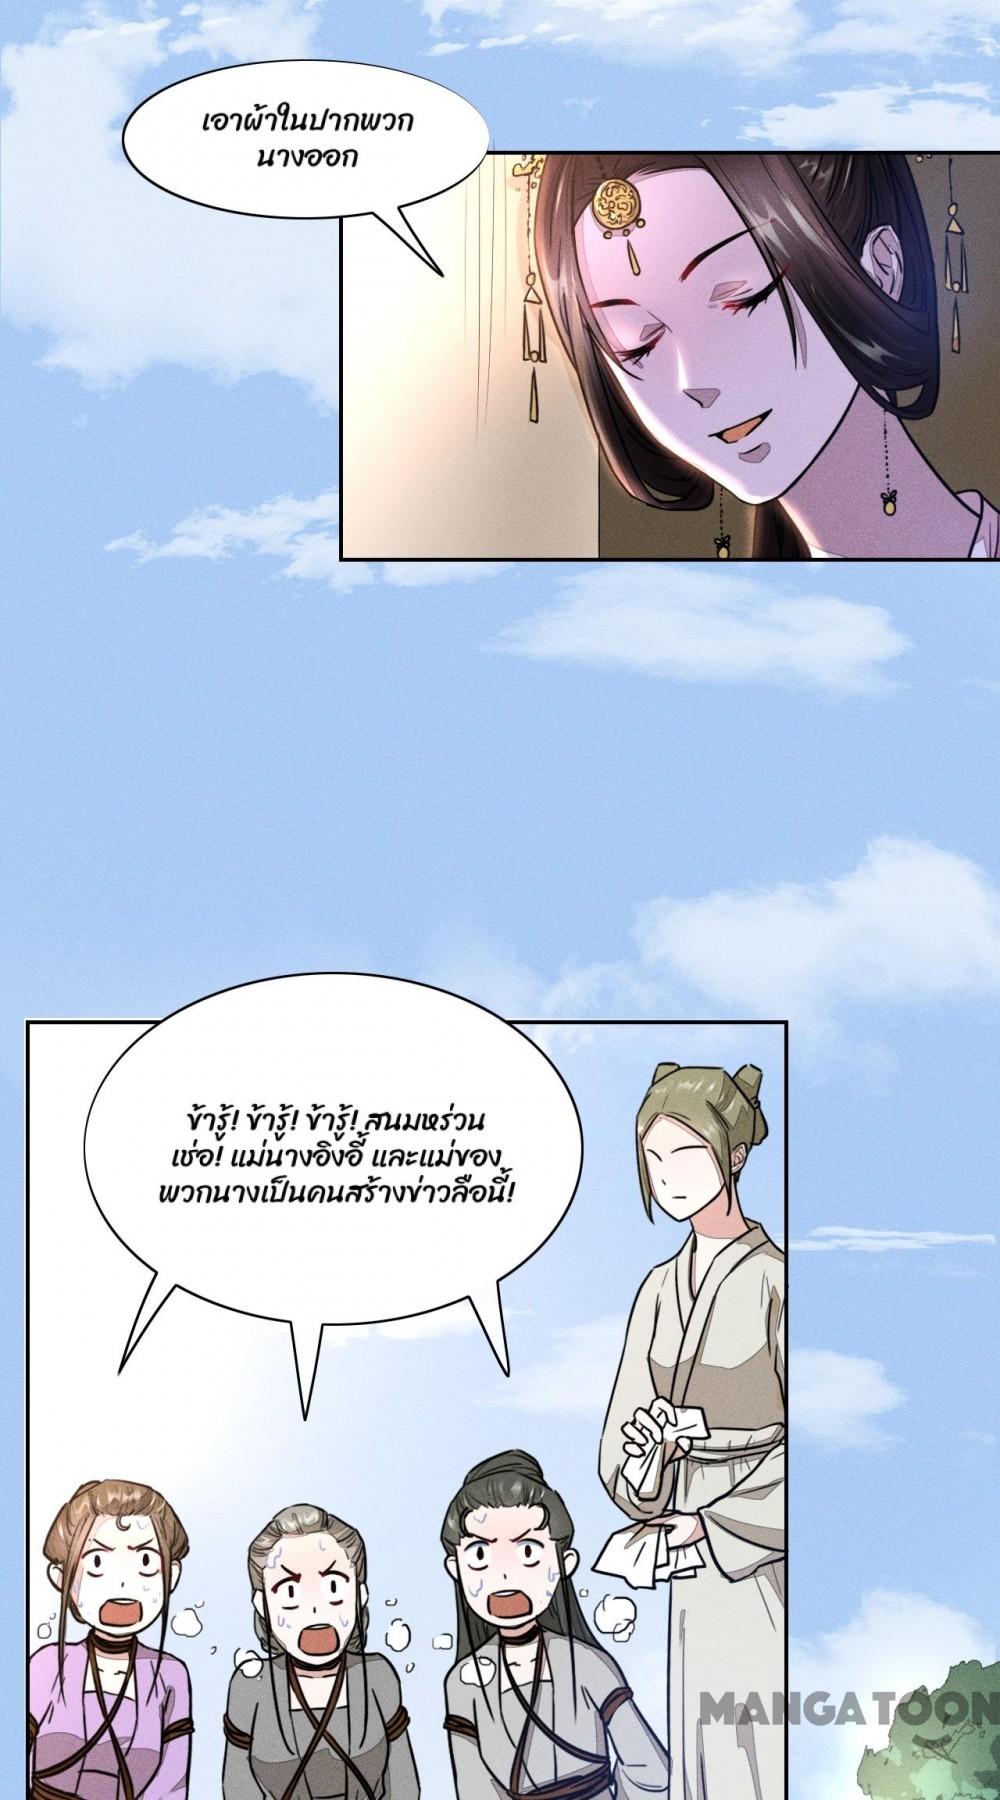 เอาผ้าในปากพวก
นางออก
ข้ารู้! ข้ารู้! ข้ารู้! สนมหร่วน
เช่อ! แม่นางอิงอี้ และแม่ของ
พวกนางเป็นคนสร้างข่าวลือนี้!
MANGATOON